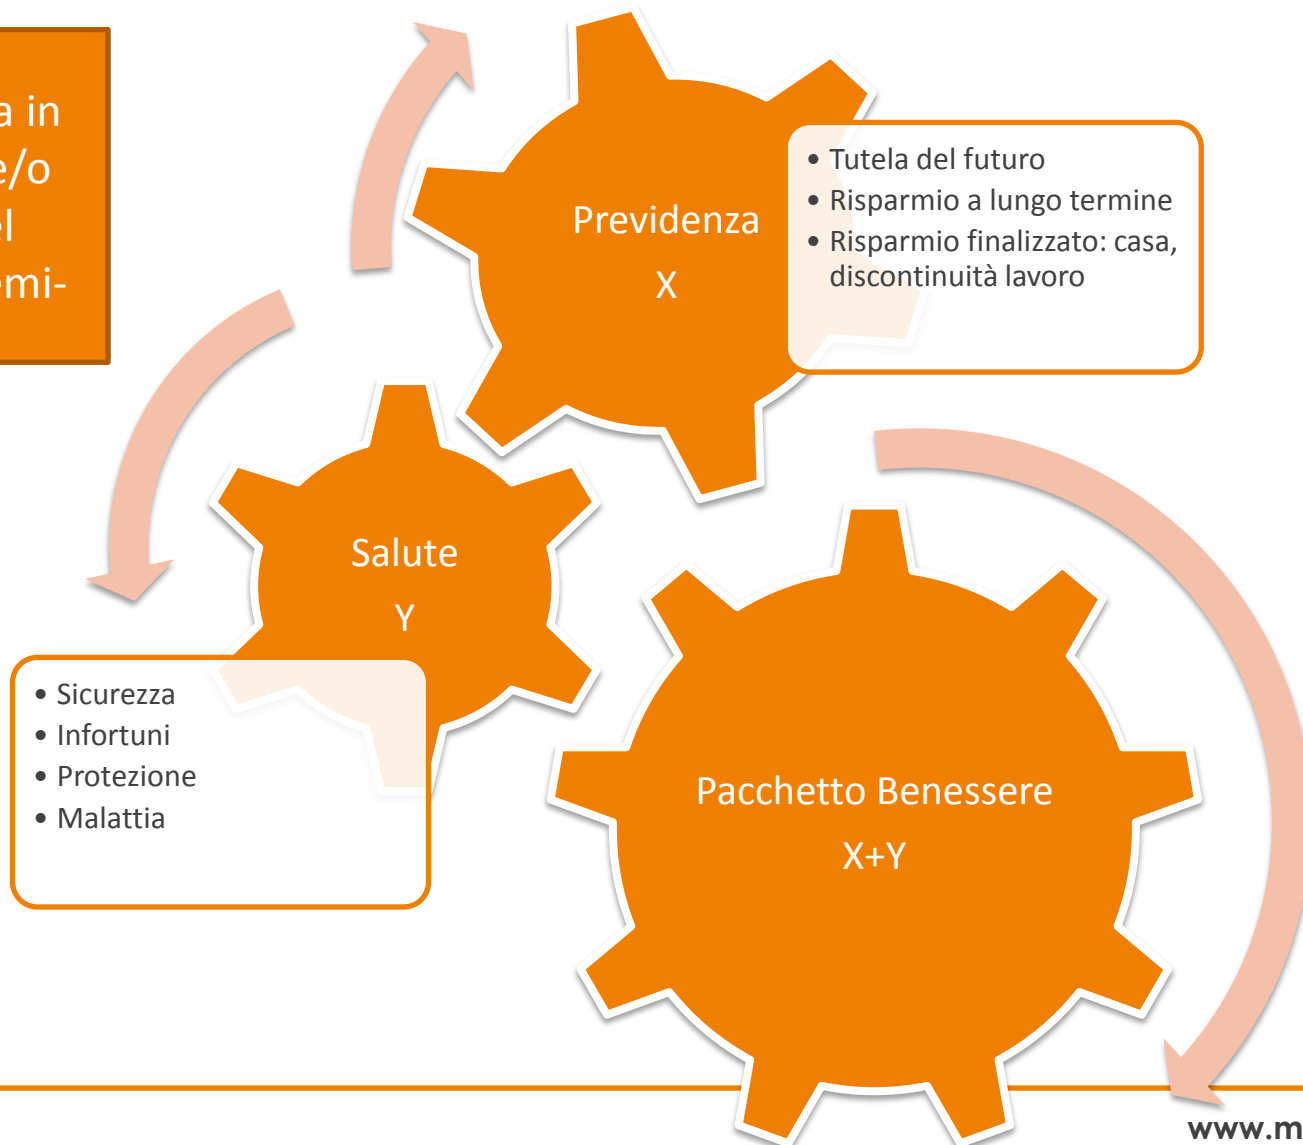 a in
e/o
el
emi-
Previdenza
X
• Tutela del futuro
• Risparmio a lungo termine
• Risparmio finalizzato: casa,
discontinuità lavoro
Salute
Y
• Sicurezza
• Infortuni
• Protezione
• Malattia
Pacchetto Benessere
X+Y
www.m